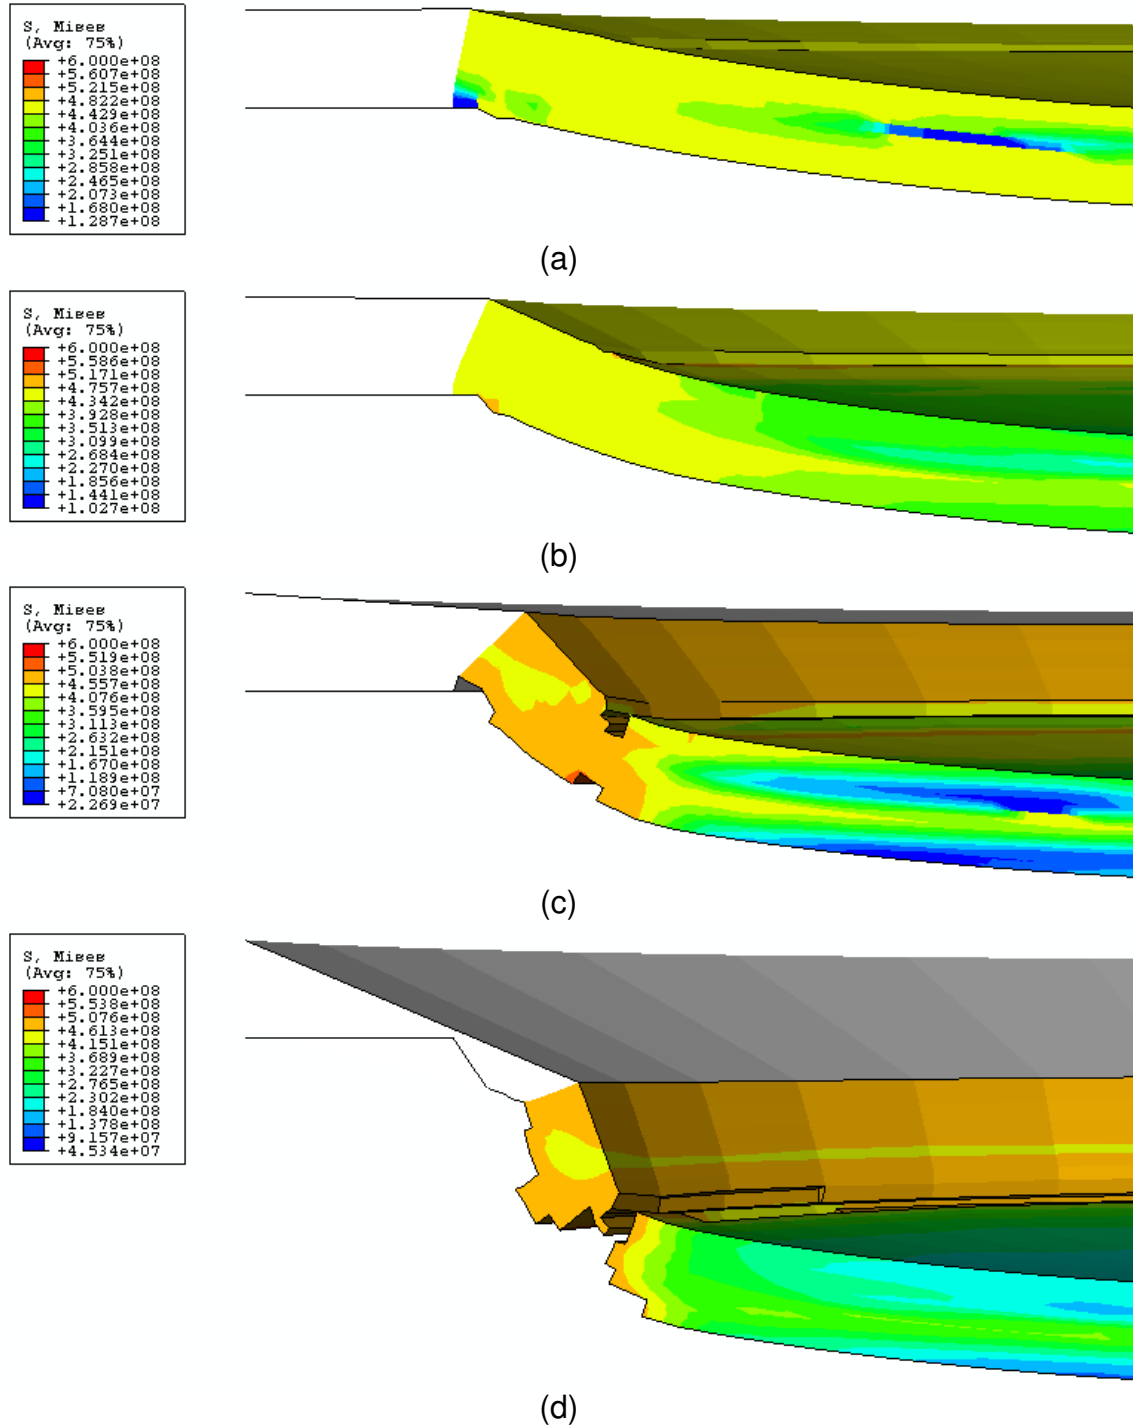 S, Mises
(Avg: 75%)
+6.000e+08
+5.607e+08
+5.215e+08
+4.822e+08
+4.429e+08
+4.036e+08
+3.644e+08
+3.251e+08
+2.858e+08
+2.465e+08
+2.073e+08
+1.680e+08
+1.287e+08
(a)
S, Mises
(Avg: 75%)
+6.000e+08
+5.586e+08
+5.171e+08
+4.757e+08
+4.342e+08
+3.928e+08
+3.513e+08
+3.099e+08
+2.684e+08
+2.270e+08
+1.856e+08
+1.441e+08
+1.027e+08
(b)
S, Mises
(Avg: 75%)
+6.000e+08
+5.519e+08
+5.038e+08
+4.557e+08
+4.076e+08
+3.595e+08
+3.113e+08
+2.632e+08
+2.151e+08
+1.670e+08
+1.189e+08
+7.080e+07
+2.269e+07
(c)
S, Mises
(Avg: 75%)
+6.000e+08
+5.538e+08
+5.076e+08
+4.613e+08
+4.151e+08
+3.689e+08
+3.227e+08
+2.765e+08
+2.302e+08
+1.840e+08
+1.378e+08
+9.157e+07
+4.534e+07
(d)